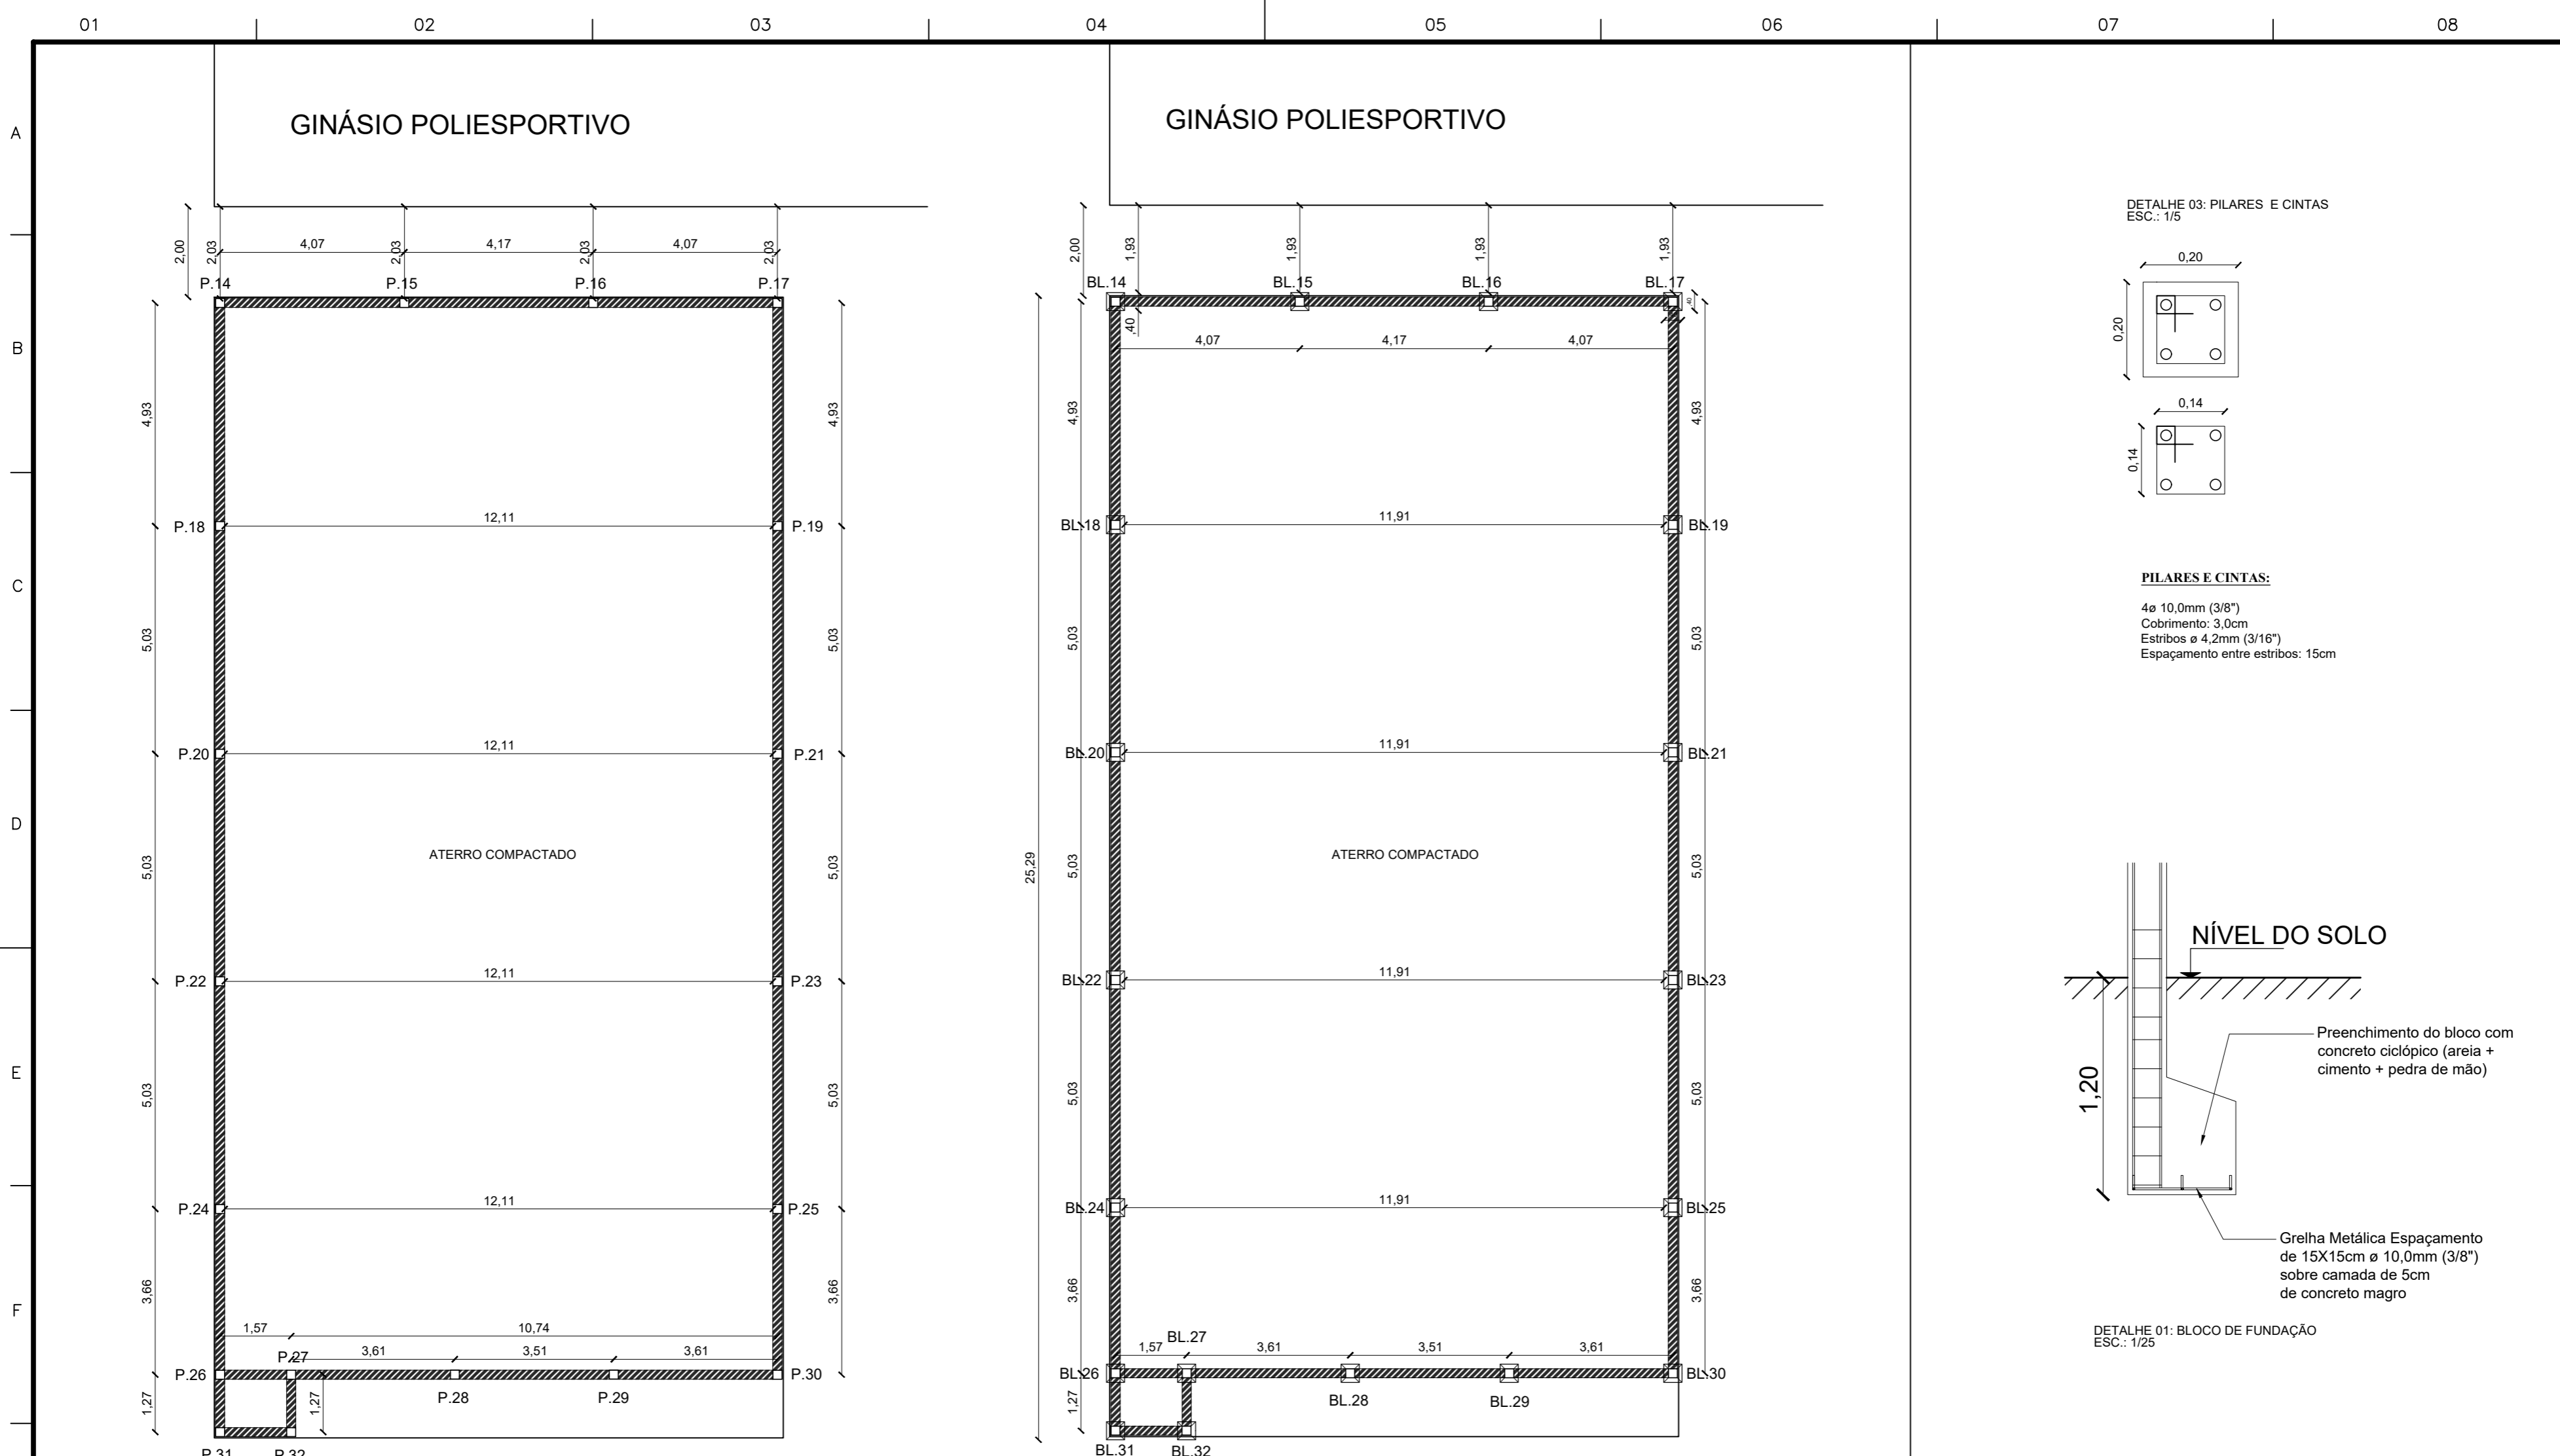 01 02 03 04 05 06 07 08
A
B
C
D
E
F
GINÁSIO POLIESPORTIVO
2,00 2,03 4,07 2,03 4,17 2,03 4,07 2,03
P.14 P.15 P.16 P.17
4,93 4,93
P.18 12,11 P.19
5,03 5,03
P.20 12,11 P.21
ATERRO COMPACTADO
5,03 5,03
P.22 12,11 P.23
5,03 5,03
P.24 12,11 P.25
3,66 3,66
1,57 10,74
P.27 3,61 3,51 3,61
P.26 P.30
1,27 1,27 P.28 P.29
P.31 P.32
GINÁSIO POLIESPORTIVO
2,00 1,93 1,93 1,93 1,93
BL.14 BL.15 BL.16 BL.17
,40 ,40
4,07 4,17 4,07
4,93 4,93
BL.18 11,91 BL.19
5,03 5,03
BL.20 11,91 BL.21
ATERRO COMPACTADO
25,29 5,03 5,03
BL.22 11,91 BL.23
5,03 5,03
BL.24 11,91 BL.25
3,66 3,66
BL.27
1,57 3,61 3,51 3,61
BL.26 BL.30
1,27 BL.28 BL.29
BL.31 BL.32
DETALHE 03: PILARES E CINTAS
ESC.: 1/5
0,20
0,20
0,14
0,14
PILARES E CINTAS:
4ø 10,0mm (3/8")
Cobrimento: 3,0cm
Estribos ø 4,2mm (3/16")
Espaçamento entre estribos: 15cm
NÍVEL DO SOLO
1,20
Preenchimento do bloco com
concreto ciclópico (areia +
cimento + pedra de mão)
Grelha Metálica Espaçamento
de 15X15cm ø 10,0mm (3/8")
sobre camada de 5cm
de concreto magro
DETALHE 01: BLOCO DE FUNDAÇÃO
ESC.: 1/25